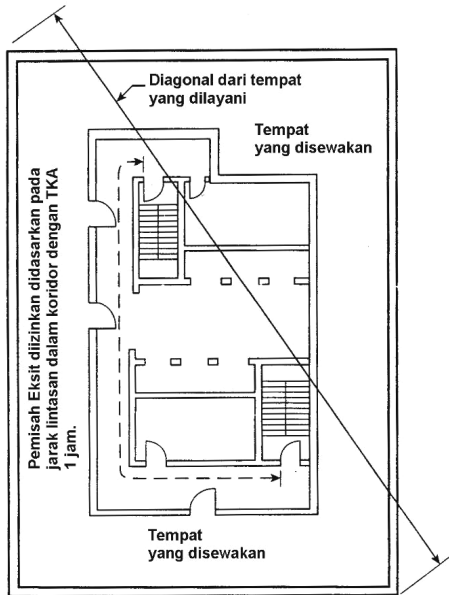 Diagonal dari tempat
yang dilayani
Tempat
yang disewakan
Pemisah Eksit diizinkan didasarkan pada
jarak lintasan dalam koridor dengan TKA
1 jam.
Tempat
yang disewakan